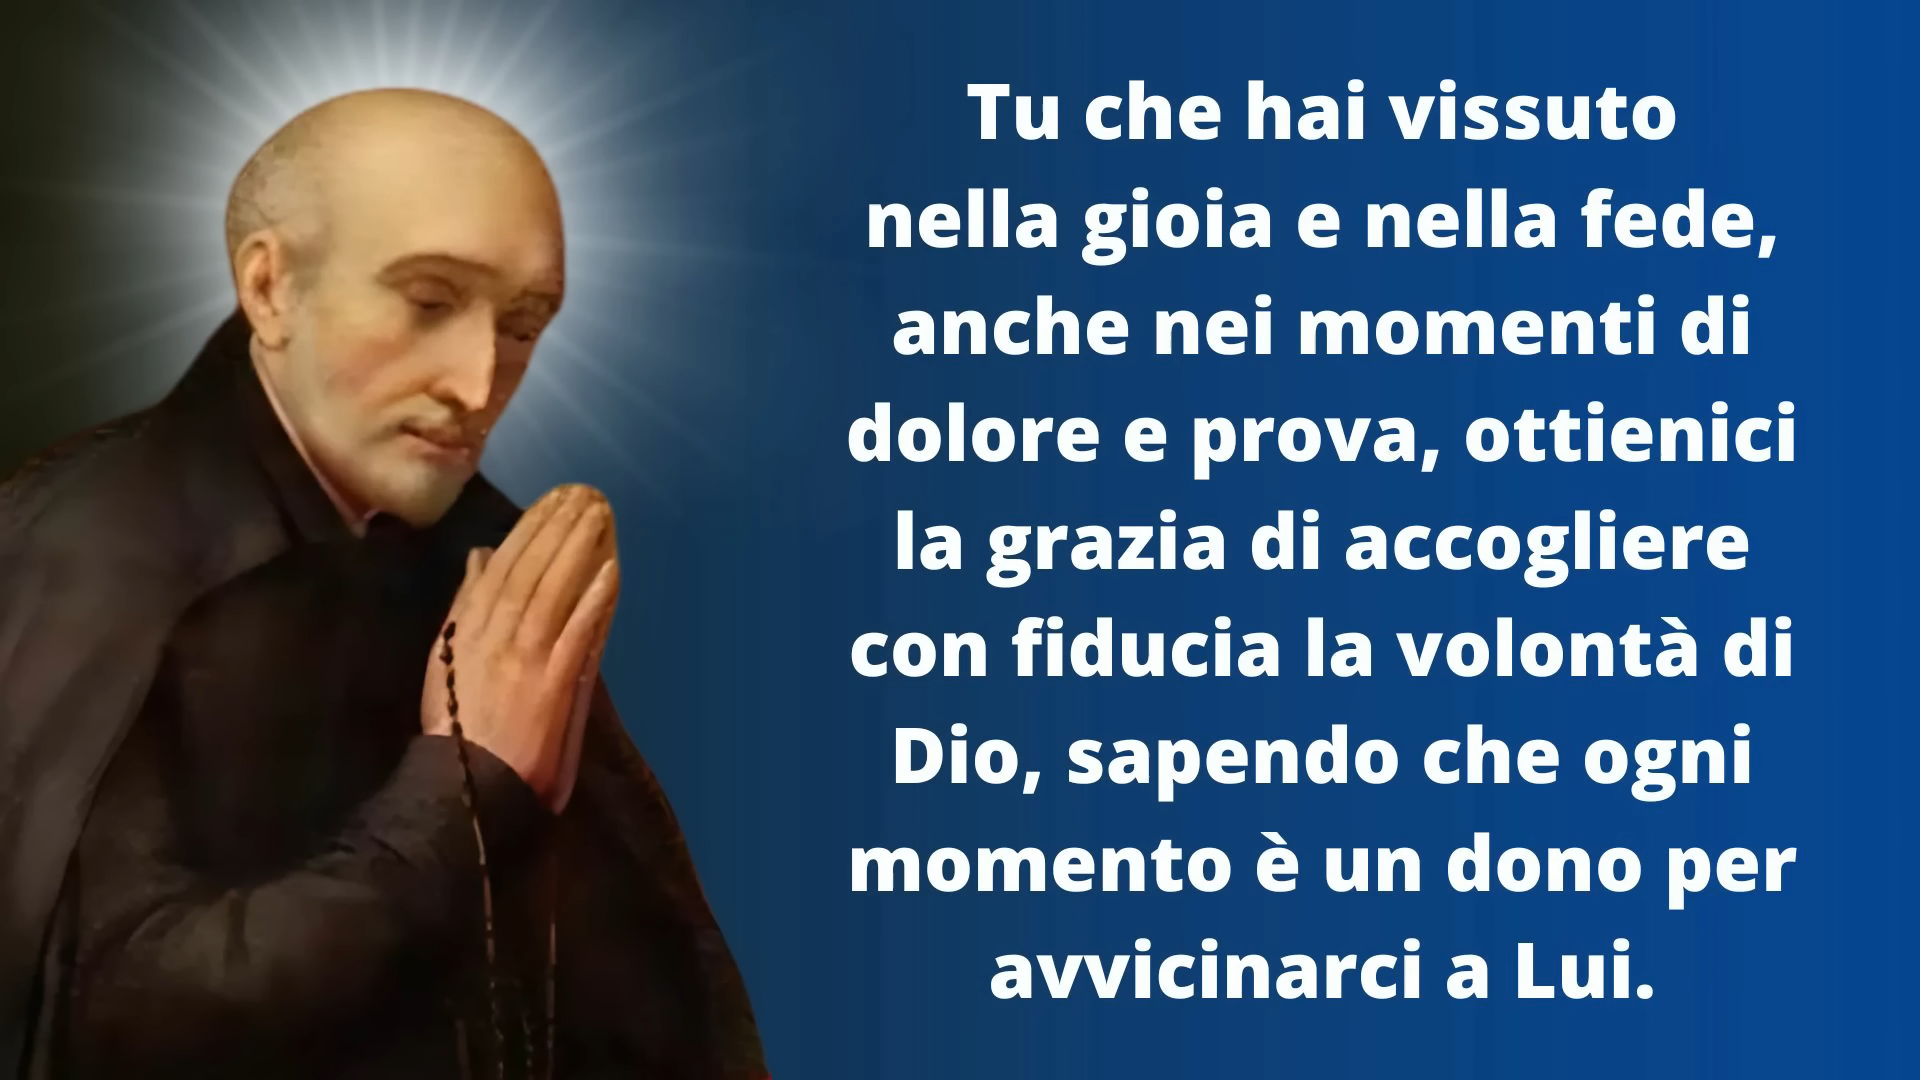 Tu che hai vissuto
nella gioia e nella fede,
anche nei momenti di
dolore e prova, ottienici
la grazia di accogliere
con fiducia la volontà di
Dio, sapendo che ogni
momento è un dono per
avvicinarci a Lui.